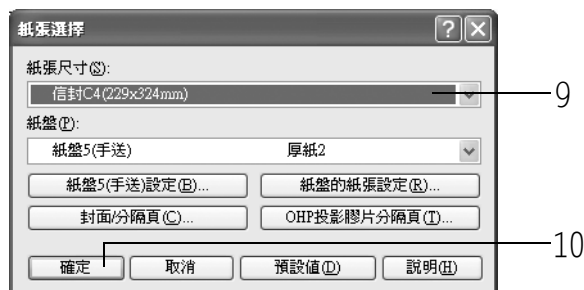 紙張選擇
紙張尺寸(S):
信封C4(229x324mm)
9
紙盤(P):
紙盤5(手送) 厚紙2
紙盤5(手送)設定(B)... 紙盤的紙張設定(R)...
封面/分隔頁(C)... OHP投影膠片分隔頁(T)...
10
確定 取消 預設值(D) 說明(H)